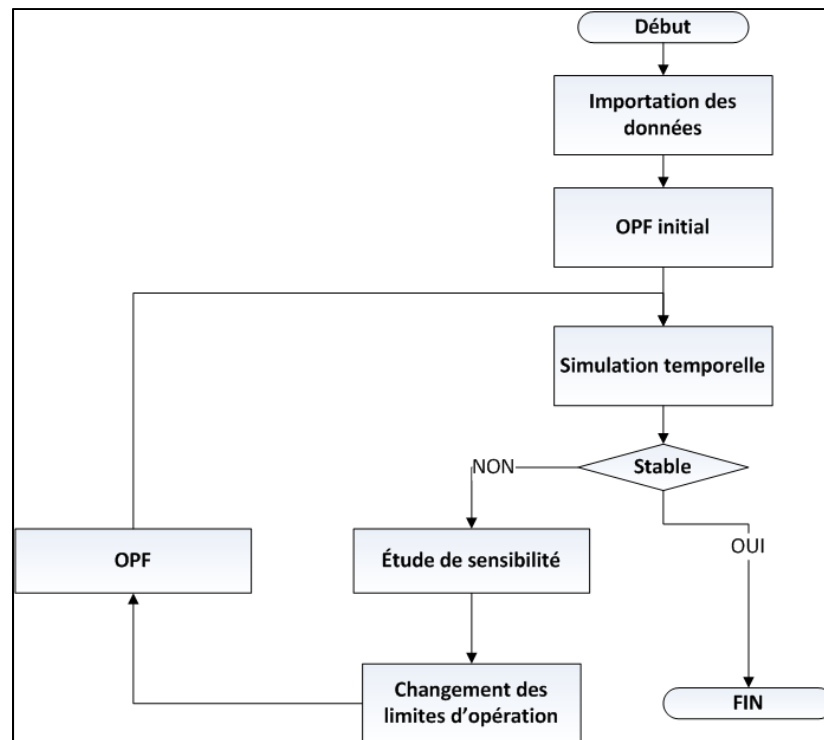 Début
Importation des
données
OPF initial
Simulation temporelle
Stable
NON
OUI
OPF
Étude de sensibilité
Changement des
limites d'opération
FIN